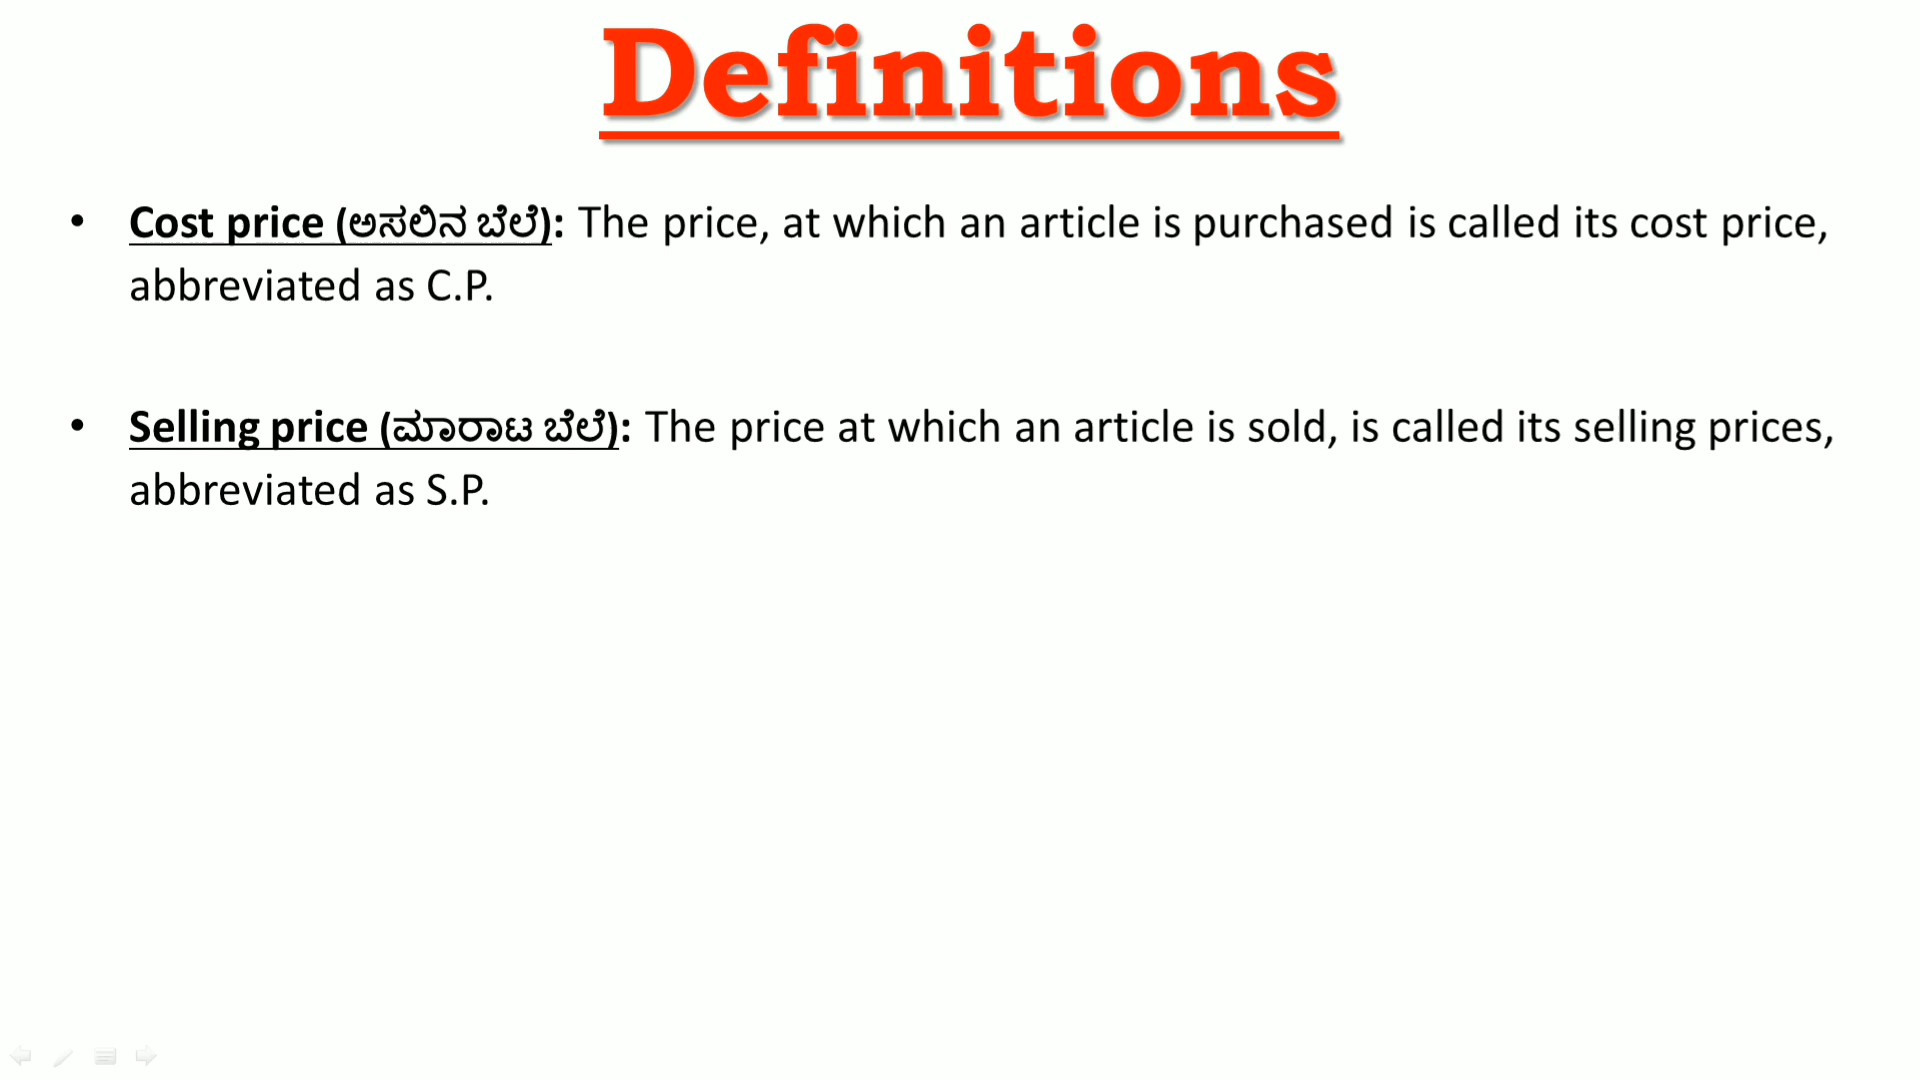 Definitions
• Cost price (ಅಸಲಿನ ಬೆಲೆ): The price, at which an article is purchased is called its cost price,
abbreviated as C.P.
• Selling price (ಮಾರಾಟ ಬೆಲೆ): The price at which an article is sold, is called its selling prices,
abbreviated as S.P.